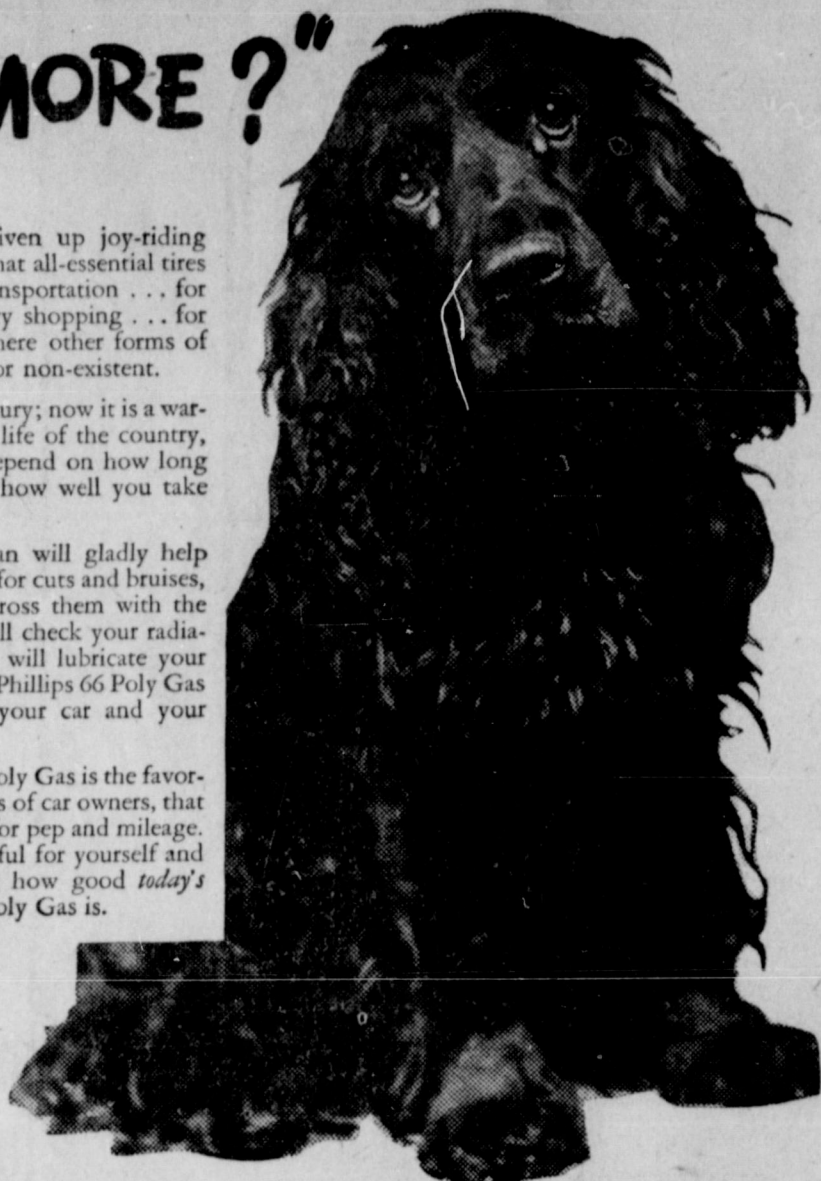 MORE?"
iven up joy-riding
hat all-essential tires
nsportation . . . for
y shopping . . . for
here other forms of
or non-existent.
ury; now it is a war-
life of the country,
epend on how long
how well you take
an will gladly help
for cuts and bruises,
ross them with the
ll check your radia-
will lubricate your
Phillips 66 Poly Gas
your car and your
oly Gas is the favor-
s of car owners, that
or pep and mileage.
ful for yourself and
how good today's
oly Gas is.